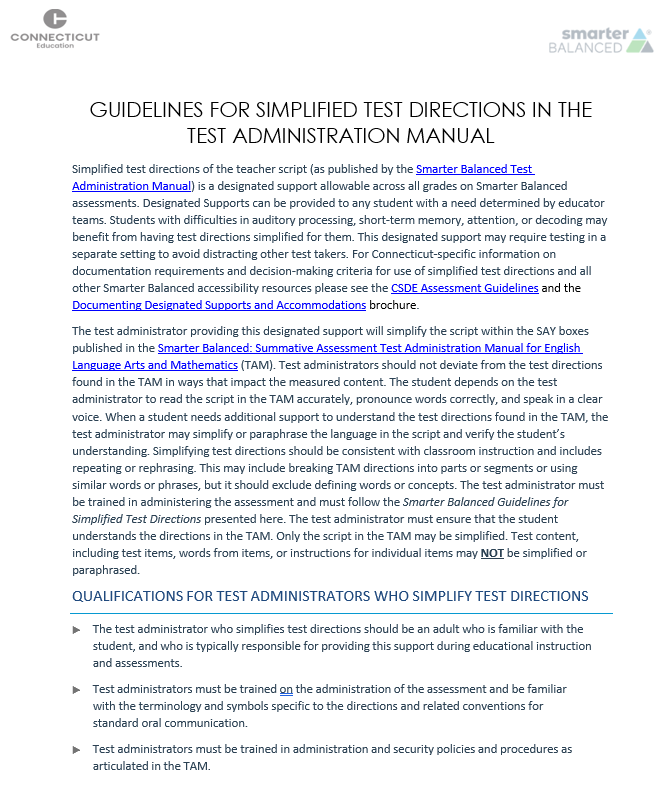 CONNECTICUT
Education
smarter
BALANCED
GUIDELINES FOR SIMPLIFIED TEST DIRECTIONS IN THE
TEST ADMINISTRATION MANUAL
Simplified test directions of the teacher script (as published by the Smarter Balanced Test
Administration Manual) is a designated support allowable across all grades on Smarter Balanced
assessments. Designated Supports can be provided to any student with a need determined by educator
teams. Students with difficulties in auditory processing, short-term memory, attention, or decoding may
benefit from having test directions simplified for them. This designated support may require testing in a
separate setting to avoid distracting other test takers. For Connecticut-specific information on
documentation requirements and decision-making criteria for use of simplified test directions and all
other Smarter Balanced accessibility resources please see the CSDE Assessment Guidelines and the
Documenting Designated Supports and Accommodations brochure.
The test administrator providing this designated support will simplify the script within the SAY boxes
published in the Smarter Balanced: Summative Assessment Test Administration Manual for English
Language Arts and Mathematics (TAM). Test administrators should not deviate from the test directions
found in the TAM in ways that impact the measured content. The student depends on the test
administrator to read the script in the TAM accurately, pronounce words correctly, and speak in a clear
voice. When a student needs additional support to understand the test directions found in the TAM, the
test administrator may simplify or paraphrase the language in the script and verify the student's
understanding. Simplifying test directions should be consistent with classroom instruction and includes
repeating or rephrasing. This may include breaking TAM directions into parts or segments or using
similar words or phrases, but it should exclude defining words or concepts. The test administrator must
be trained in administering the assessment and must follow the Smarter Balanced Guidelines for
Simplified Test Directions presented here. The test administrator must ensure that the student
understands the directions in the TAM. Only the script in the TAM may be simplified. Test content,
including test items, words from items, or instructions for individual items may NOT be simplified or
paraphrased.
QUALIFICATIONS FOR TEST ADMINISTRATORS WHO SIMPLIFY TEST DIRECTIONS
The test administrator who simplifies test directions should be an adult who is familiar with the
student, and who is typically responsible for providing this support during educational instruction
and assessments.
Test administrators must be trained on the administration of the assessment and be familiar
with the terminology and symbols specific to the directions and related conventions for
standard oral communication.
Test administrators must be trained in administration and security policies and procedures as
articulated in the TAM.